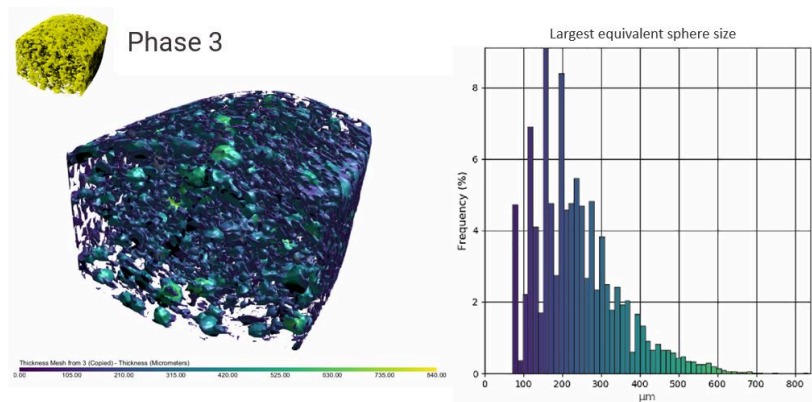 Phase 3
Largest equivalent sphere size
Frequency (%)
8
6
4
2
0
0 100 200 300 400 500 600 700 800
μm
Thickness Mesh from 3 (Copied) - Thickness (Micrometers)
0.00 105.00 210.00 315.00 420.00 525.00 630.00 735.00 840.00